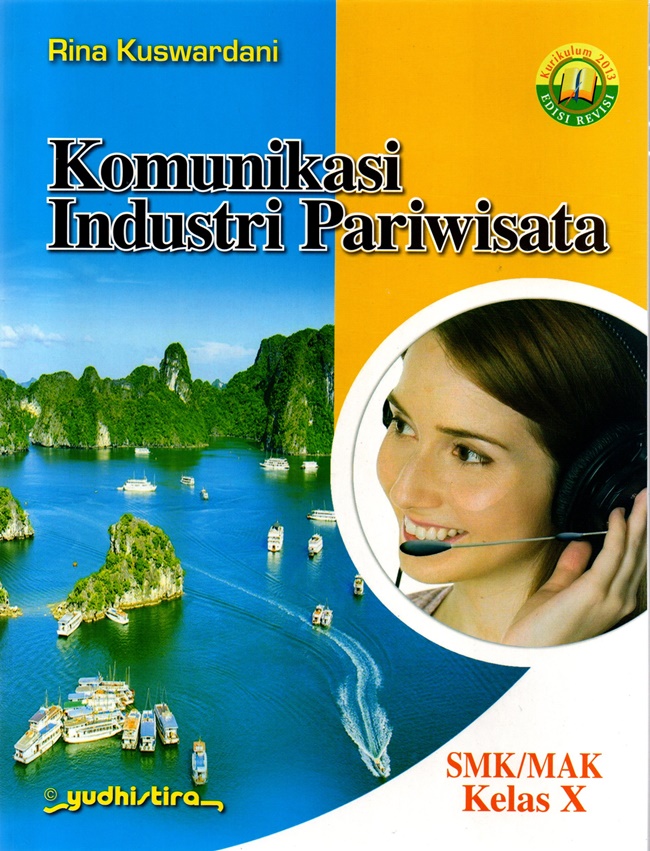 Rina Kuswardani
Kurikulum 2013
EDISI REVISI
Komunikasi
Industri Pariwisata
SMK/MAK
Kelas X
© yudhistira